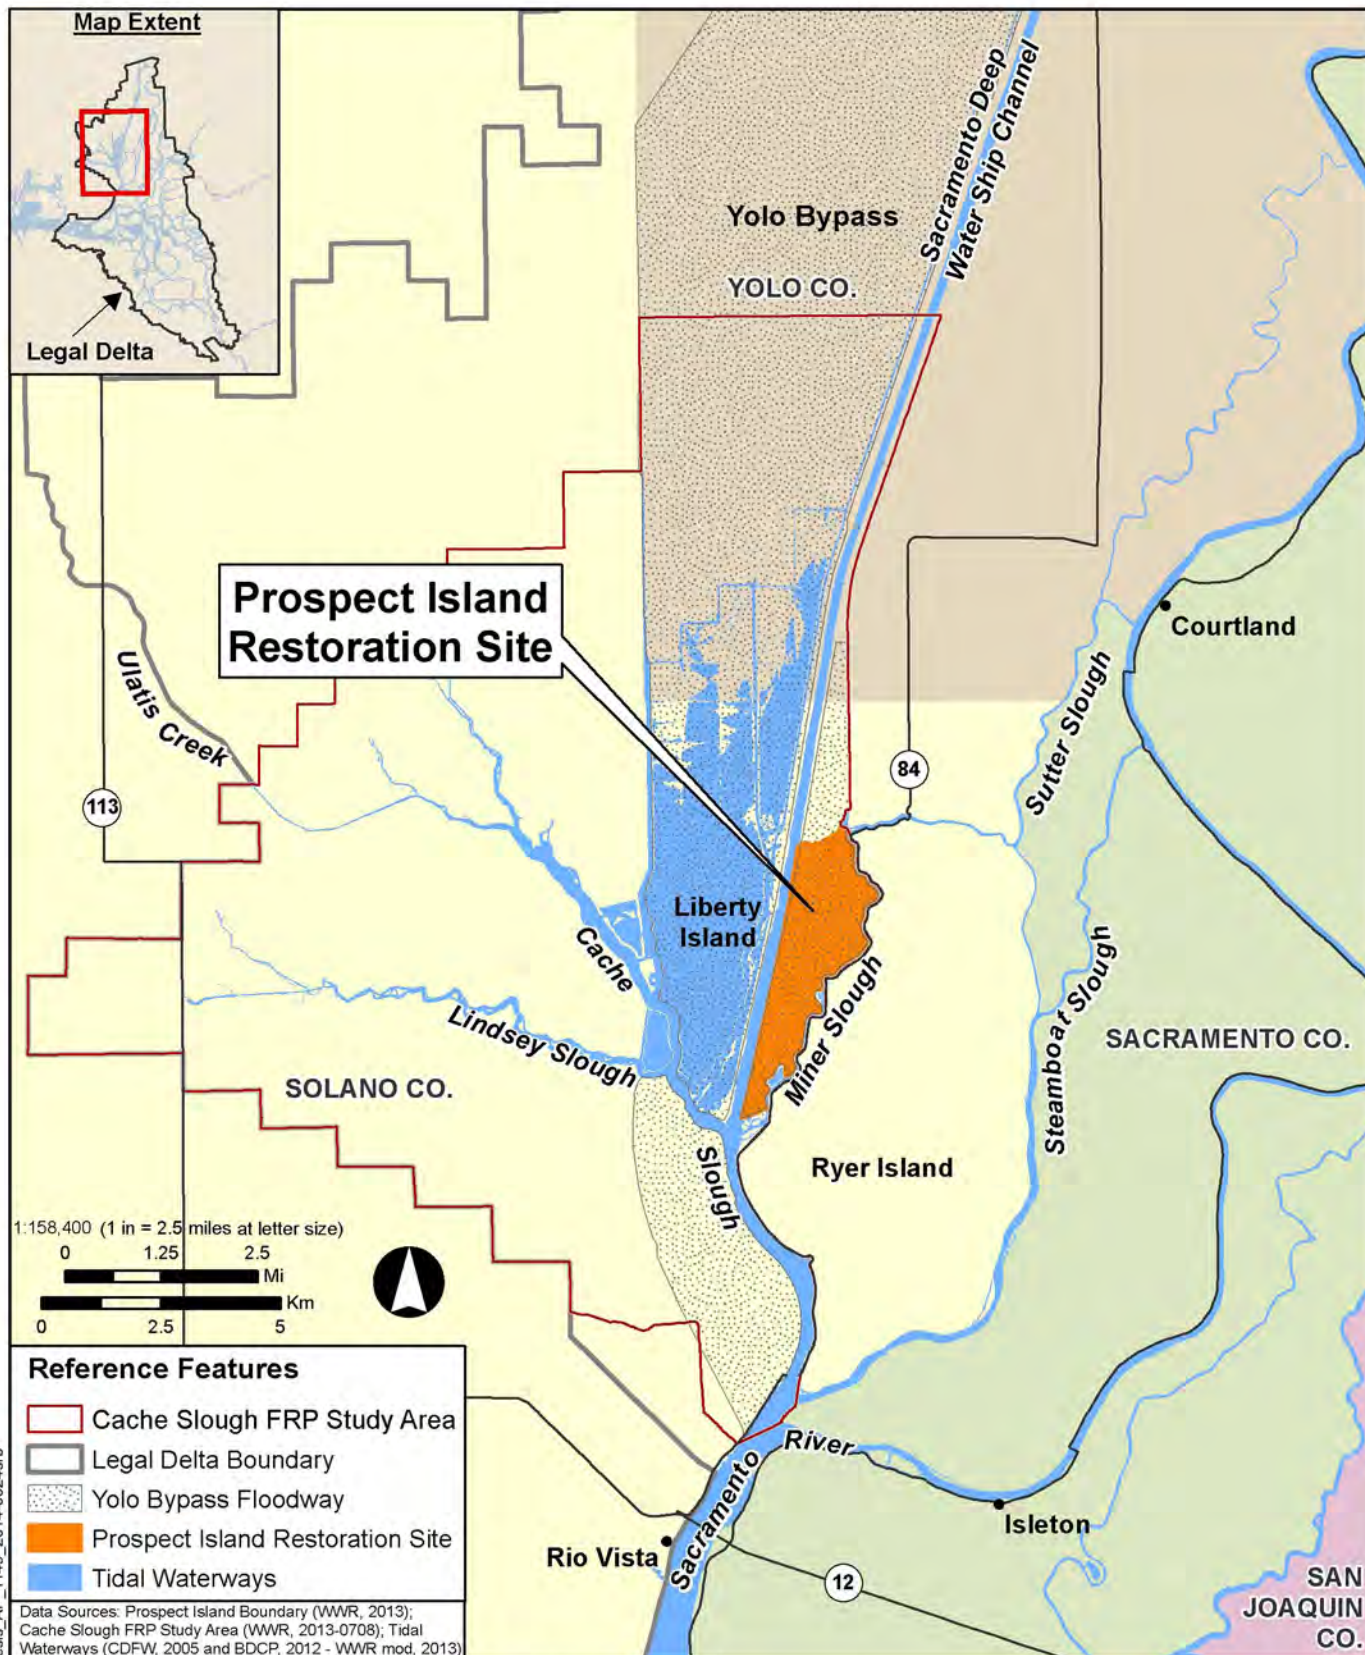 Map Extent
Legal Delta
Sacramento Deep
Water Ship Channel
Yolo Bypass
YOLO CO.
Prospect Island
Restoration Site
Courtland
Ulatis Creek
Sutter Slough
84
113
Liberty
Island
Cache
Slough
Lindsey Slough
Miner Slough
Steamboat Slough
SACRAMENTO CO.
SOLANO CO.
Ryer Island
1:158,400 (1 in = 2.5 miles at letter size)
0 1.25 2.5
Mi
Km
0 2.5 5
Reference Features
Cache Slough FRP Study Area
Legal Delta Boundary
Yolo Bypass Floodway
Prospect Island Restoration Site
Tidal Waterways
Data Sources: Prospect Island Boundary (WWR, 2013);
Cache Slough FRP Study Area (WWR, 2013-0708); Tidal
Waterways (CDFW, 2005 and BDCP, 2012 - WWR mod, 2013)
Sacramento River
Isleton
Rio Vista
12
SAN
JOAQUIN
CO.